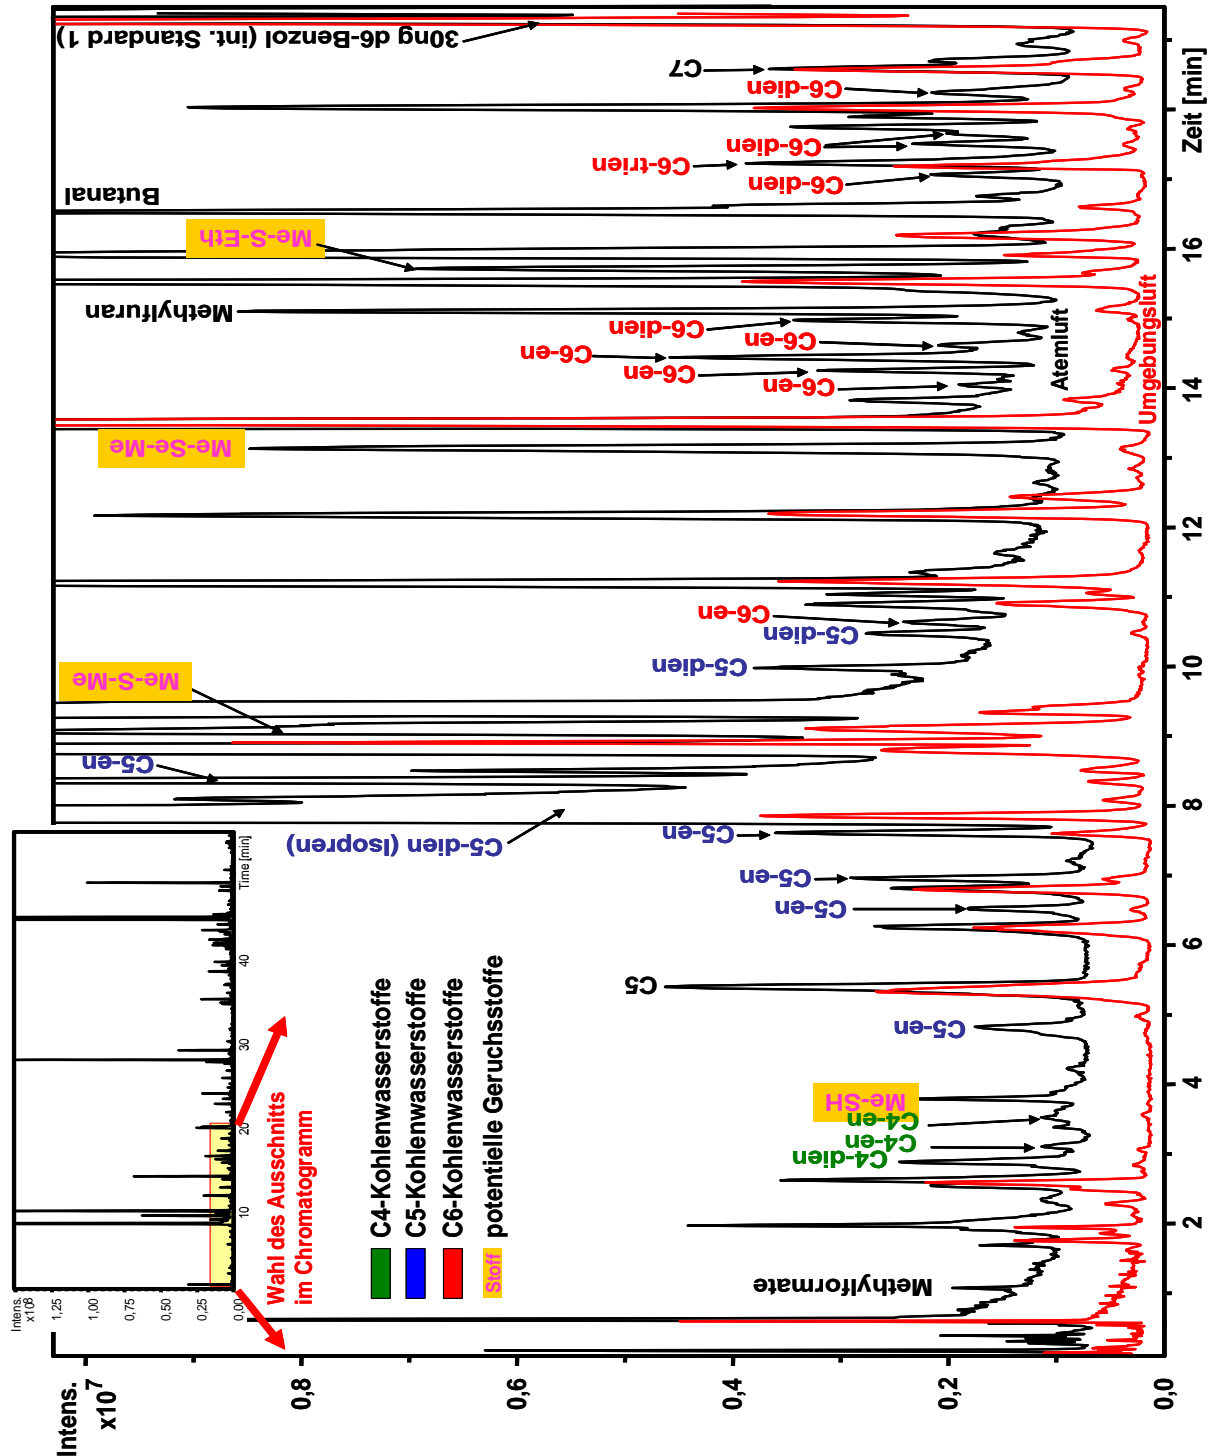 Intens.
x10⁷
1,0
0,8
0,6
0,4
0,2
0,0
2
4
6
8
10
12
14
16
Zeit [min]
Intens.
x10⁸
1,25
1,00
0,75
0,50
0,25
0,00
10
20
30
40
Time [min]
Wahl des Ausschnitts
im Chromatogramm
C4-Kohlenwasserstoffe
C5-Kohlenwasserstoffe
C6-Kohlenwasserstoffe
Stoff potentielle Geruchsstoffe
Methylformate
C4-dien
C4-en
C4-en
Me-SH
C5-en
C5
C5-en
C5-en
C5-en
C5-dien (Isopren)
C5-en
Me-S-Me
C5-dien
C5-dien
C6-en
Me-Se-Me
C6-en
C6-en
C6-en
C6-en
C6-dien
Methylfuran
Me-S-Eth
Butanal
C6-dien
C6-trien
C6-dien
C6-dien
C7
30ng d6-Benzol (int. Standard 1)
Atemluft
Umgebungsluft